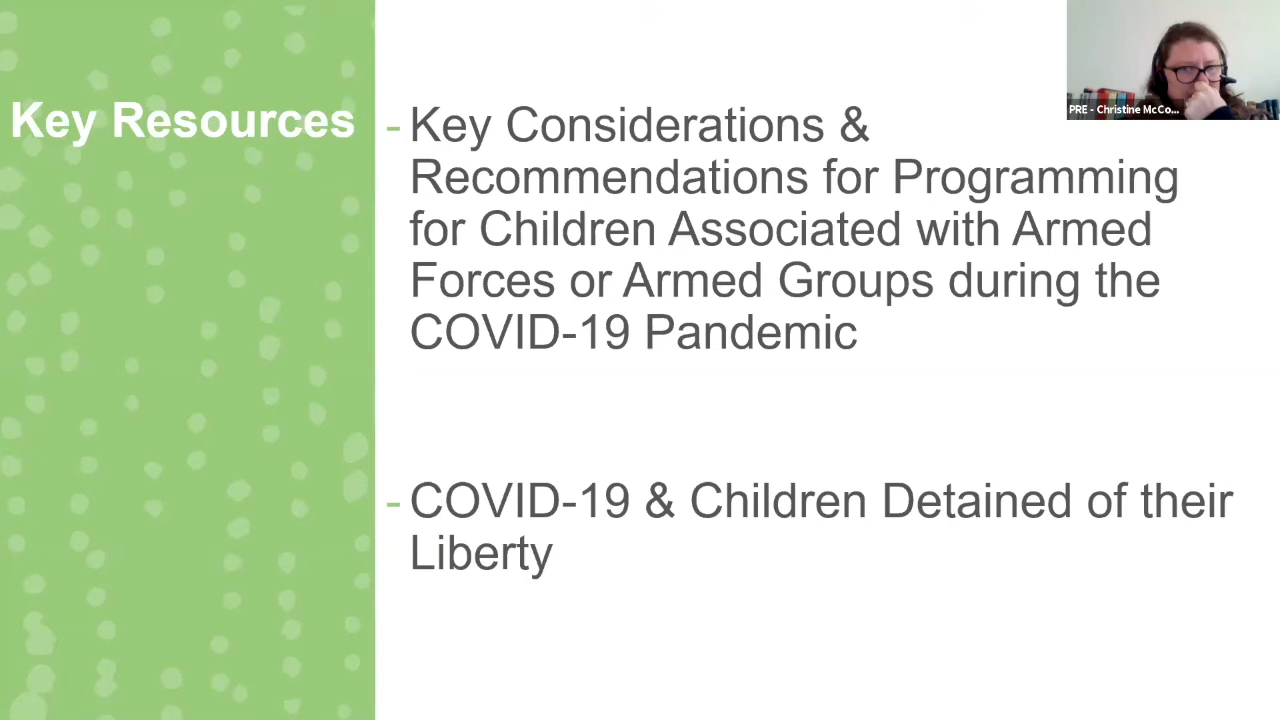 Key Resources
- Key Considerations &
Recommendations for Programming
for Children Associated with Armed
Forces or Armed Groups during the
COVID-19 Pandemic
- COVID-19 & Children Detained of their
Liberty
PRE - Christine McCo...